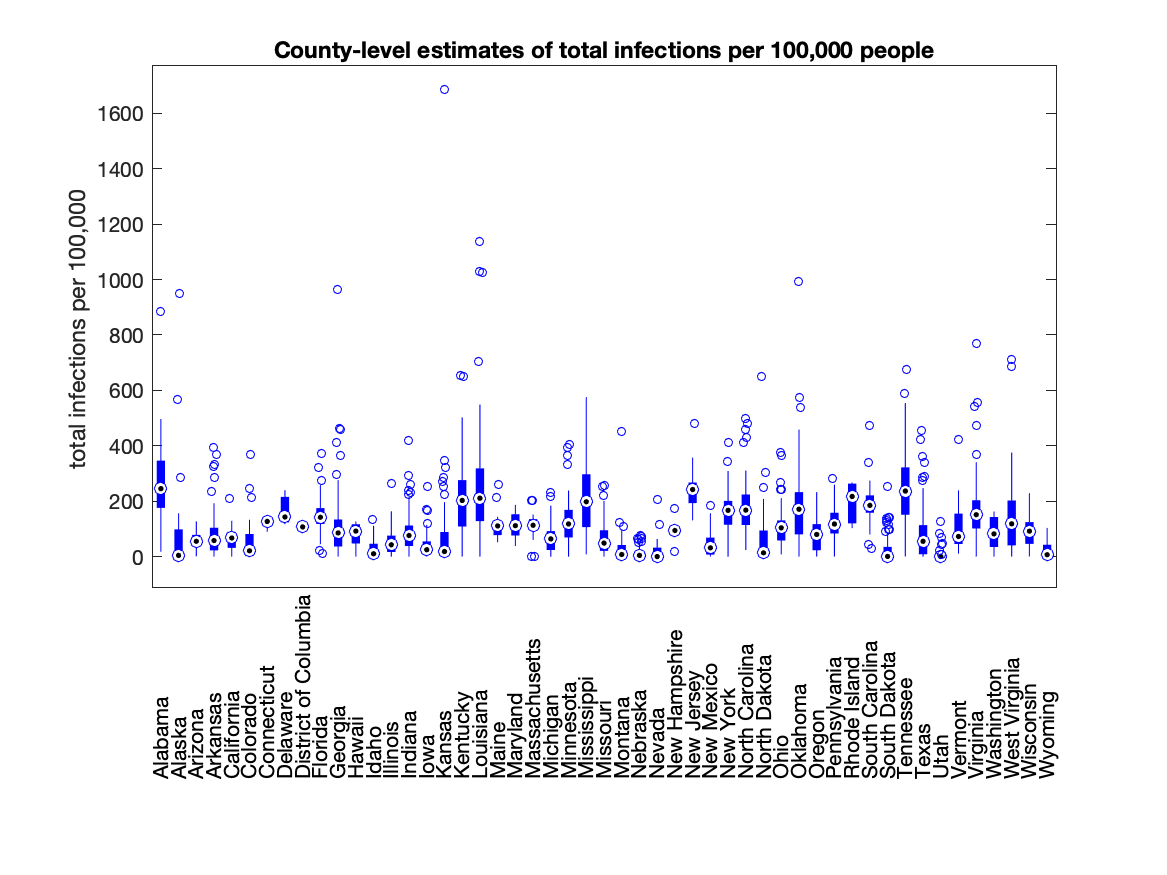 County-level estimates of total infections per 100,000 people
total infections per 100,000
1600
1400
1200
1000
800
600
400
200
0
Alabama
Alaska
Arizona
Arkansas
California
Colorado
Connecticut
Delaware
District of Columbia
Florida
Georgia
Hawaii
Idaho
Illinois
Indiana
Iowa
Kansas
Kentucky
Louisiana
Maine
Maryland
Massachusetts
Michigan
Minnesota
Mississippi
Missouri
Montana
Nebraska
Nevada
New Hampshire
New Jersey
New Mexico
New York
North Carolina
North Dakota
Ohio
Oklahoma
Oregon
Pennsylvania
Rhode Island
South Carolina
South Dakota
Tennessee
Texas
Utah
Vermont
Virginia
Washington
West Virginia
Wisconsin
Wyoming